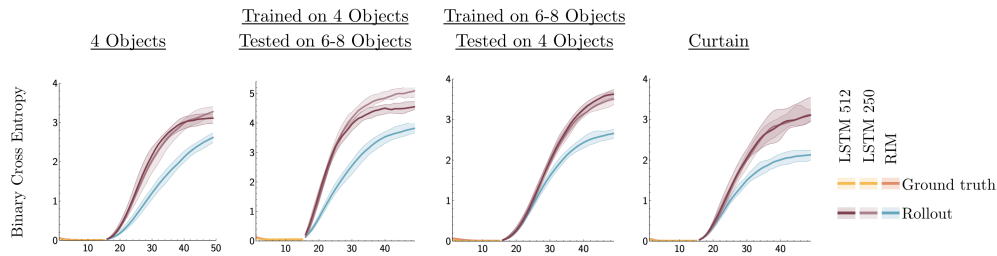 4 Objects
Trained on 4 Objects
Tested on 6-8 Objects
Trained on 6-8 Objects
Tested on 4 Objects
Curtain
Binary Cross Entropy
4
3
2
1
0
10 20 30 40 50
5
4
3
2
1
0
10 20 30 40
4
3
2
1
0
10 20 30 40
4
3
2
1
0
10 20 30 40
LSTM 512
LSTM 250
RIM
Ground truth
Rollout